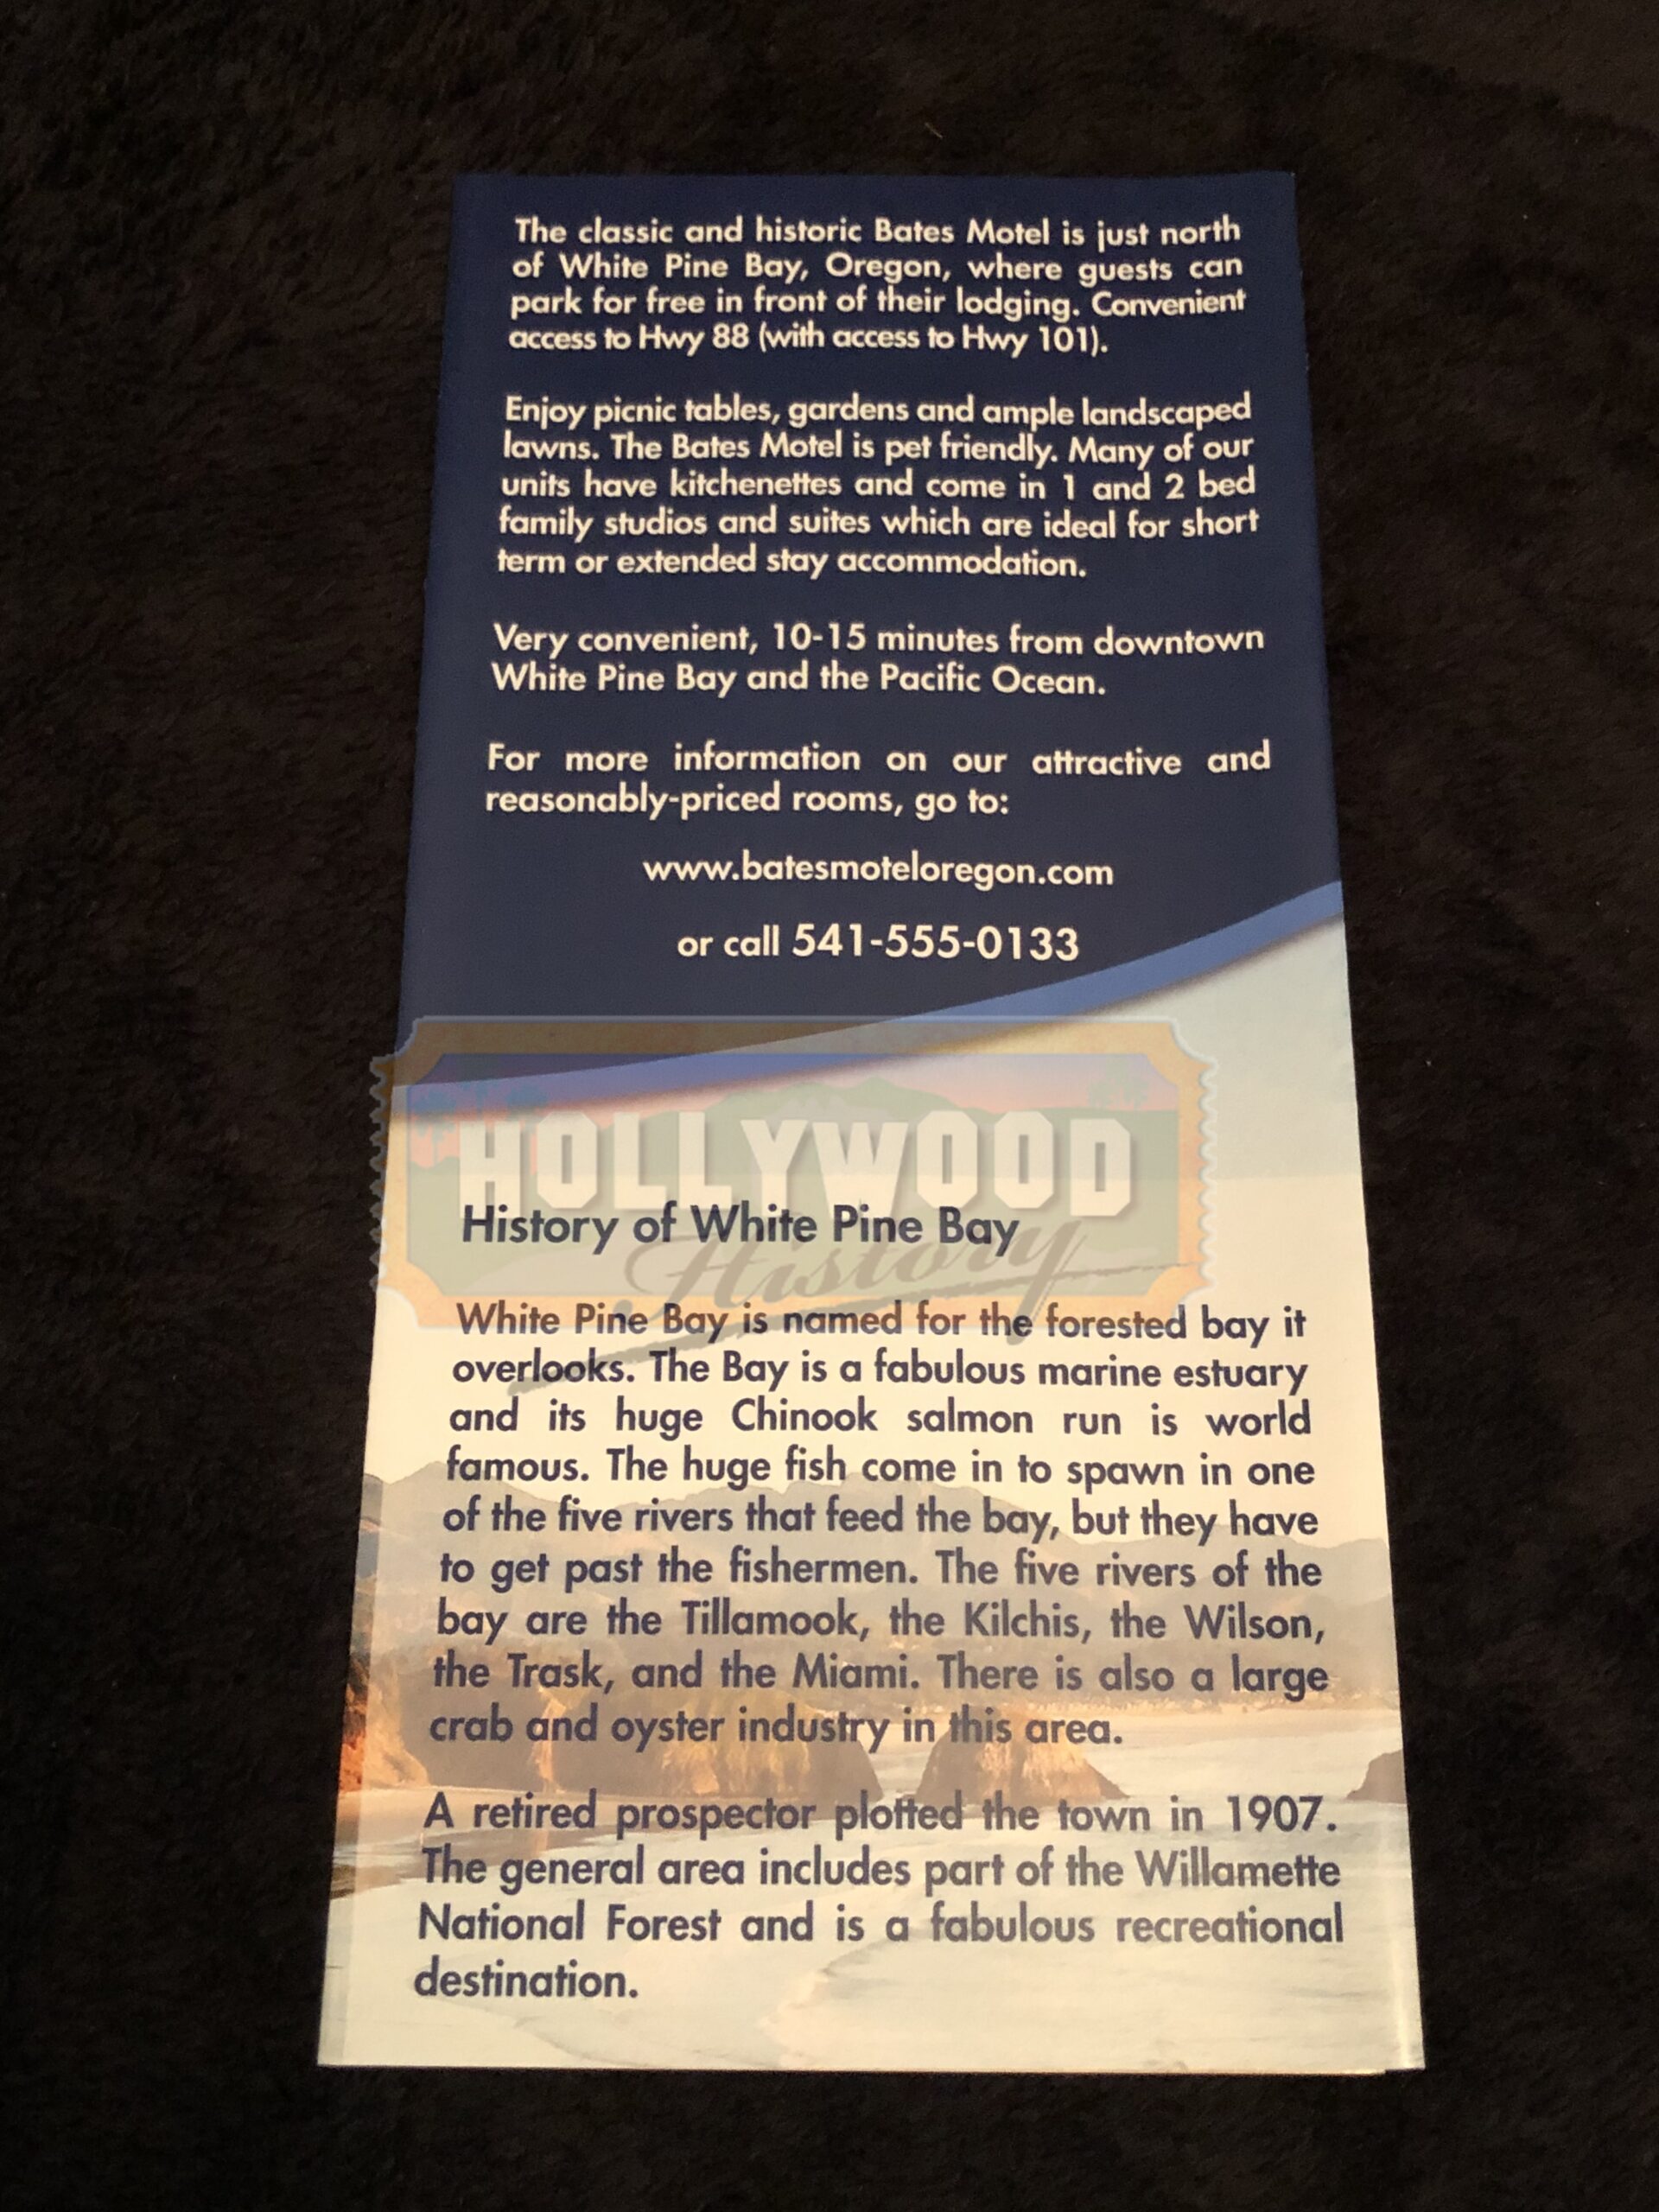 The classic and historic Bates Motel is just north
of White Pine Bay, Oregon, where guests can
park for free in front of their lodging. Convenient
access to Hwy 88 (with access to Hwy 101).
Enjoy picnic tables, gardens and ample landscaped
lawns. The Bates Motel is pet friendly. Many of our
units have kitchenettes and come in 1 and 2 bed
family studios and suites which are ideal for short
term or extended stay accommodation.
Very convenient, 10-15 minutes from downtown
White Pine Bay and the Pacific Ocean.
For more information on our attractive and
reasonably-priced rooms, go to:
www.batesmoteloregon.com
or call 541-555-0133
HOLLYWOOD
History
History of White Pine Bay
White Pine Bay is named for the forested bay it
overlooks. The Bay is a fabulous marine estuary
and its huge Chinook salmon run is world
famous. The huge fish come in to spawn in one
of the five rivers that feed the bay, but they have
to get past the fishermen. The five rivers of the
bay are the Tillamook, the Kilchis, the Wilson,
the Trask, and the Miami. There is also a large
crab and oyster industry in this area.
A retired prospector plotted the town in 1907.
The general area includes part of the Willamette
National Forest and is a fabulous recreational
destination.